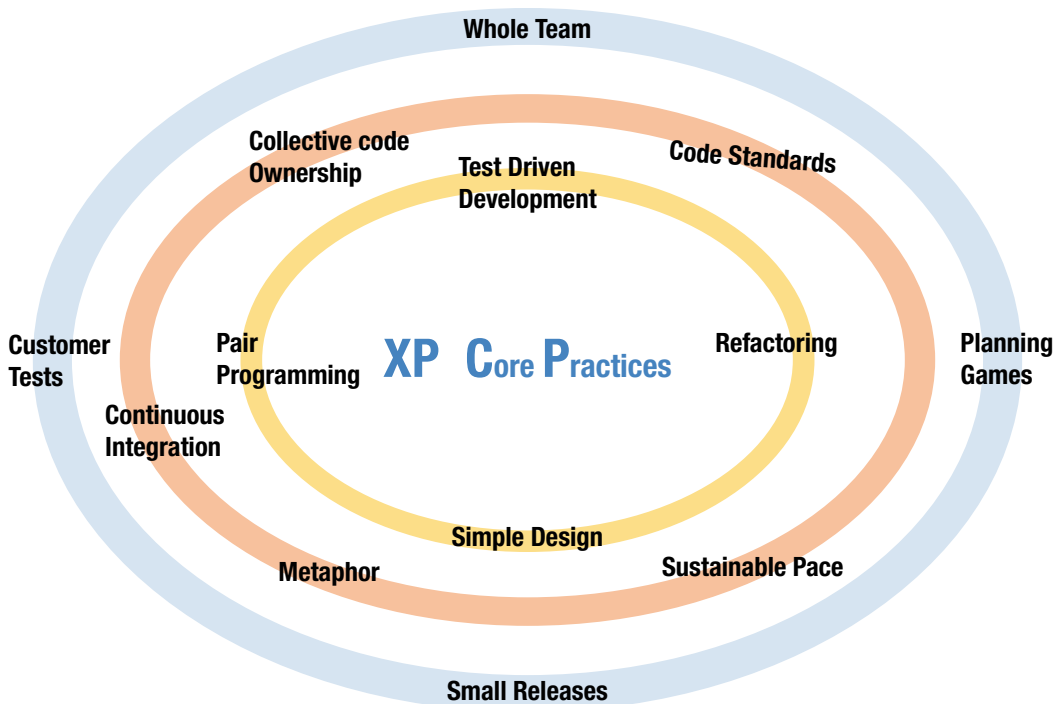 Whole Team
Collective code
Ownership
Test Driven
Development
Code Standards
Customer
Tests
Pair
Programming
XP Core Practices
Refactoring
Planning
Games
Continuous
Integration
Simple Design
Metaphor
Sustainable Pace
Small Releases